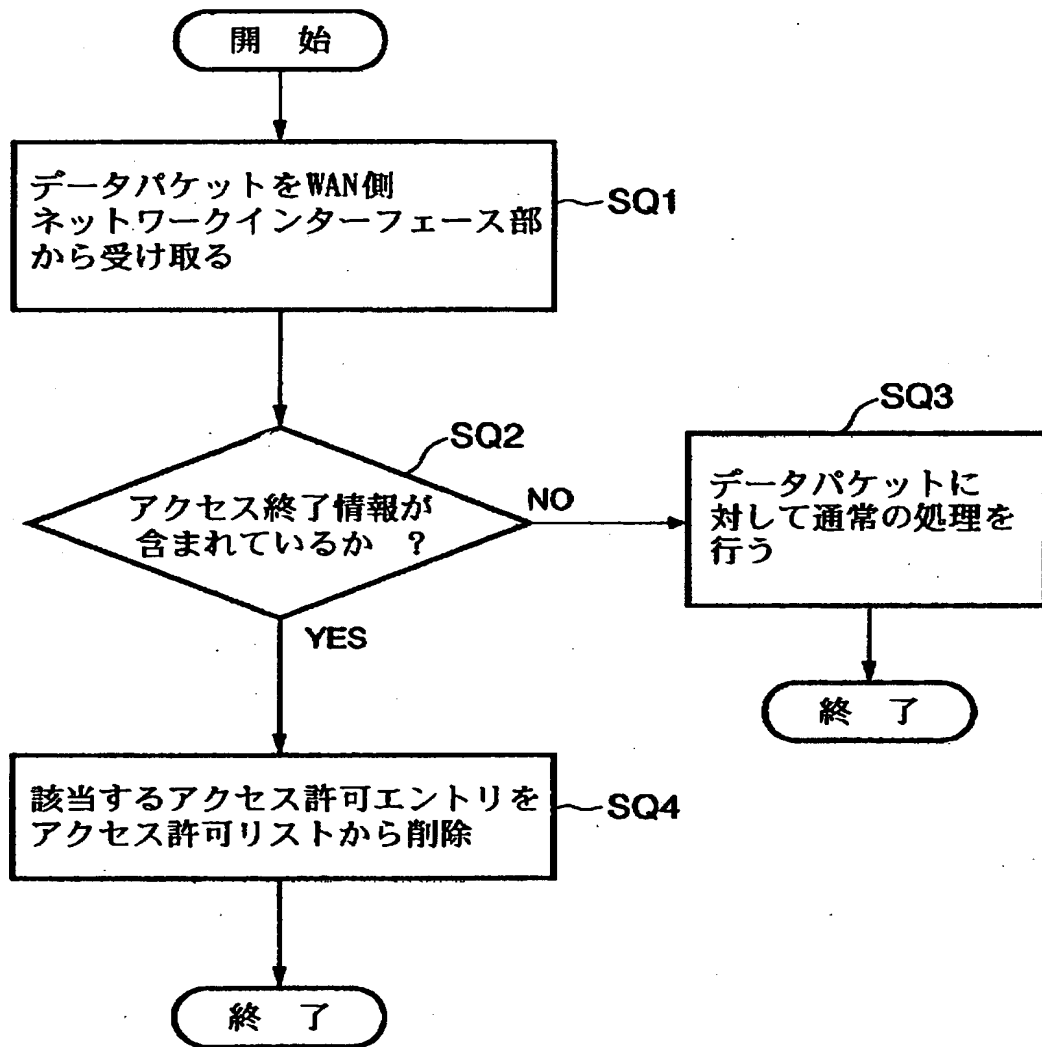 開 始
データパケットをWAN側
ネットワークインターフェース部
から受け取る
SQ1
SQ2
アクセス終了情報が
含まれているか ?
NO
YES
SQ3
データパケットに
対して通常の処理を
行う
終 了
該当するアクセス許可エントリを
アクセス許可リストから削除
SQ4
終 了